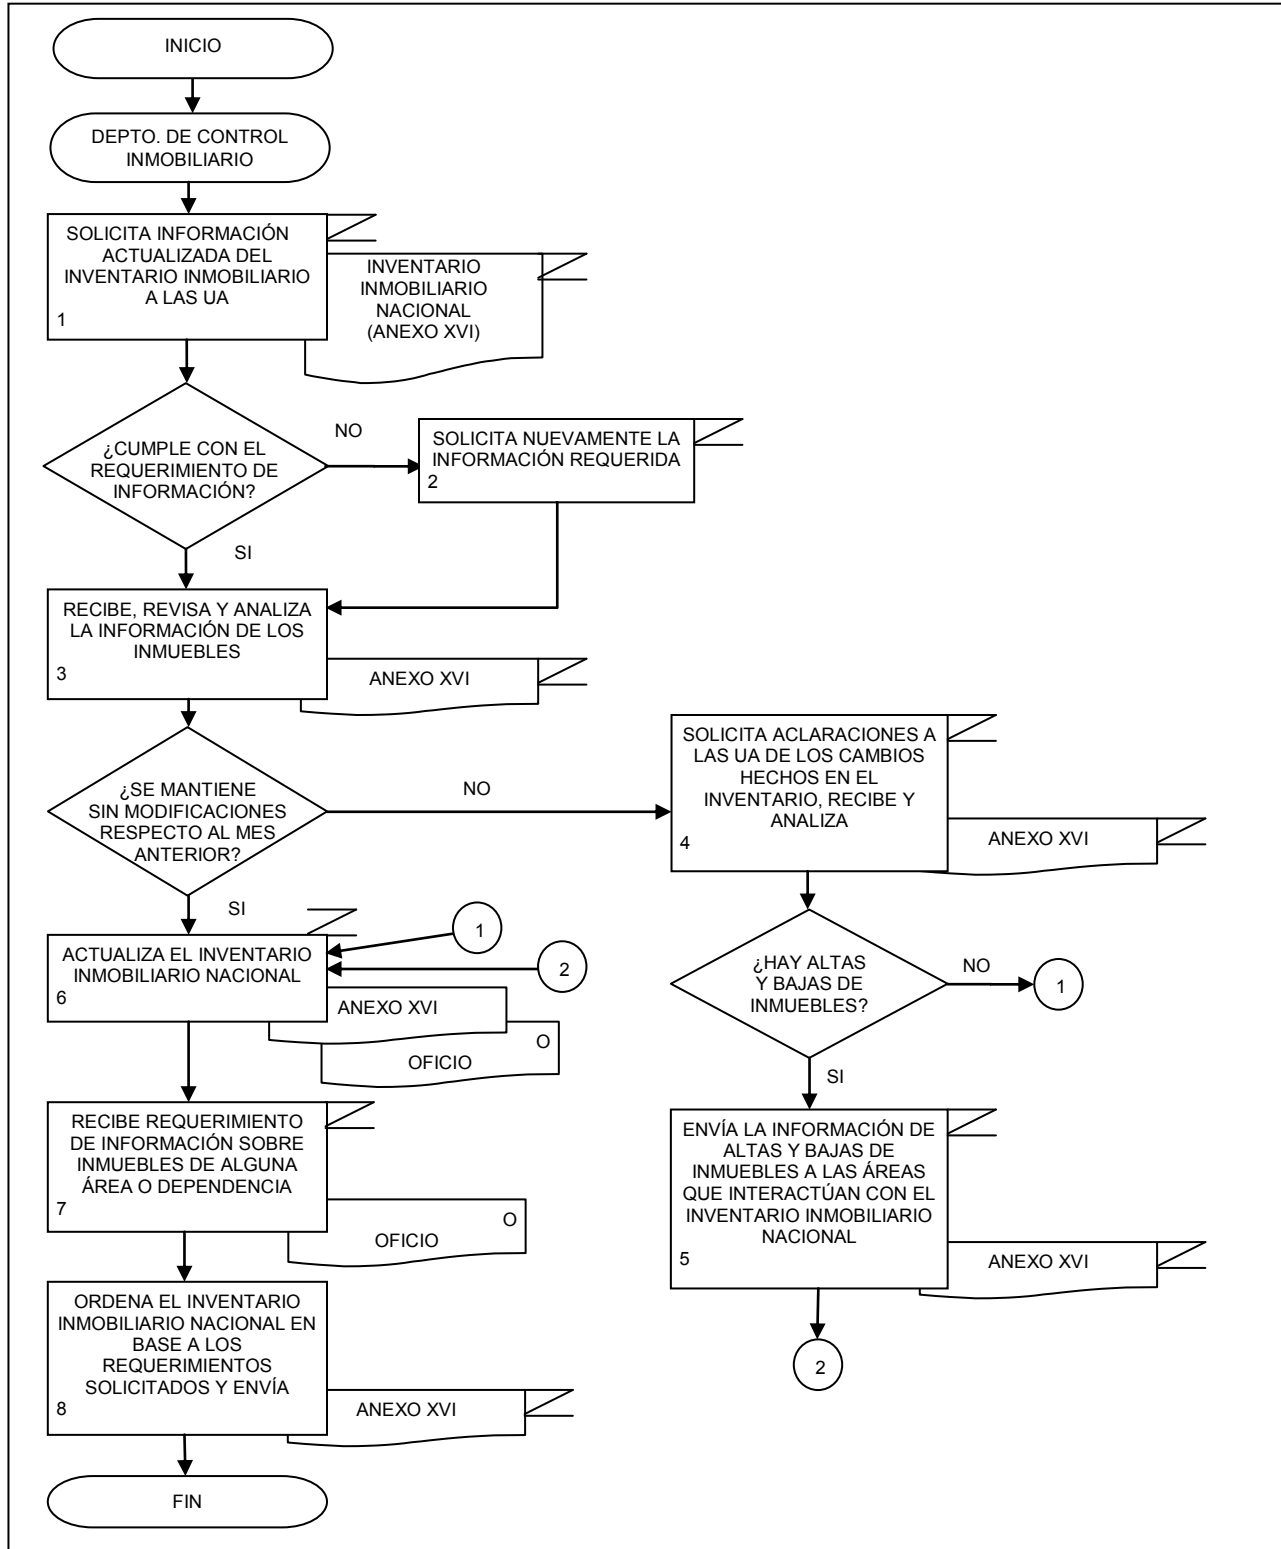 INICIO
DEPTO. DE CONTROL
INMOBILIARIO
SOLICITA INFORMACIÓN
ACTUALIZADA DEL
INVENTARIO INMOBILIARIO
A LAS UA
1
INVENTARIO
INMOBILIARIO
NACIONAL
(ANEXO XVI)
¿CUMPLE CON EL
REQUERIMIENTO DE
INFORMACIÓN?
NO
SOLICITA NUEVAMENTE LA
INFORMACIÓN REQUERIDA
2
SI
RECIBE, REVISA Y ANALIZA
LA INFORMACIÓN DE LOS
INMUEBLES
3
ANEXO XVI
¿SE MANTIENE
SIN MODIFICACIONES
RESPECTO AL MES
ANTERIOR?
NO
SOLICITA ACLARACIONES A
LAS UA DE LOS CAMBIOS
HECHOS EN EL
INVENTARIO, RECIBE Y
ANALIZA
4
ANEXO XVI
SI
1
ACTUALIZA EL INVENTARIO
INMOBILIARIO NACIONAL
6
2
ANEXO XVI
O
OFICIO
¿HAY ALTAS
Y BAJAS DE
INMUEBLES?
NO
1
SI
RECIBE REQUERIMIENTO
DE INFORMACIÓN SOBRE
INMUEBLES DE ALGUNA
ÁREA O DEPENDENCIA
7
O
OFICIO
ENVÍA LA INFORMACIÓN DE
ALTAS Y BAJAS DE
INMUEBLES A LAS ÁREAS
QUE INTERACTÚAN CON EL
INVENTARIO INMOBILIARIO
NACIONAL
5
ANEXO XVI
2
ORDENA EL INVENTARIO
INMOBILIARIO NACIONAL EN
BASE A LOS
REQUERIMIENTOS
SOLICITADOS Y ENVÍA
8
ANEXO XVI
FIN